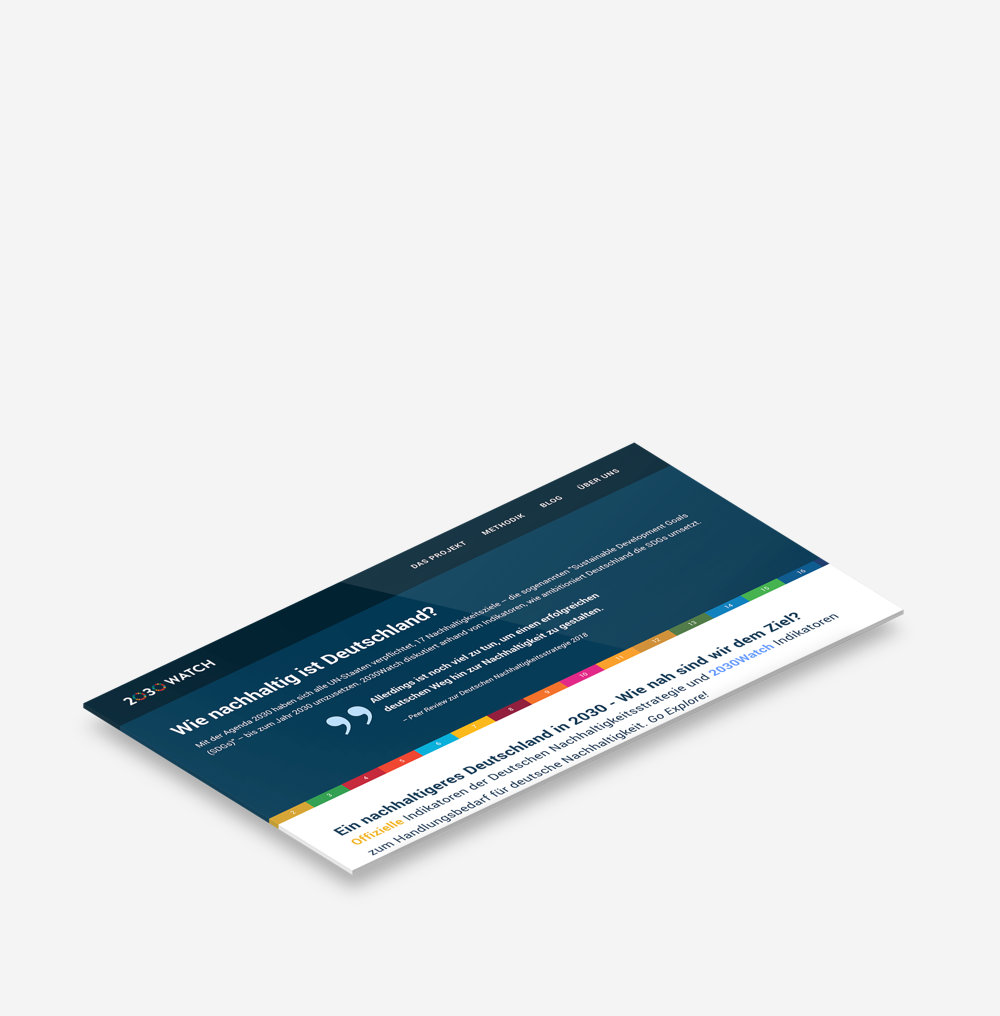 2030 WATCH
DAS PROJEKT METHODIK BLOG ÜBER UNS
Wie nachhaltig ist Deutschland?
Mit der Agenda 2030 haben sich alle UN-Staaten verpflichtet, 17 Nachhaltigkeitsziele – die sogenannten "Sustainable Development Goals
(SDGs)" – bis zum Jahr 2030 umzusetzen. 2030Watch diskutiert anhand von Indikatoren, wie ambitioniert Deutschland die SDGs umsetzt.
Allerdings ist noch viel zu tun, um einen erfolgreichen
deutschen Weg hin zur Nachhaltigkeit zu gestalten.
– Peer Review zur Deutschen Nachhaltigkeitsstrategie 2018
2 3 4 5 6 7 8 9 10 11 12 13 14 15 16
Ein nachhaltigeres Deutschland in 2030 - Wie nah sind wir dem Ziel?
Offizielle Indikatoren der Deutschen Nachhaltigkeitsstrategie und 2030Watch Indikatoren
zum Handlungsbedarf für deutsche Nachhaltigkeit. Go Explore!